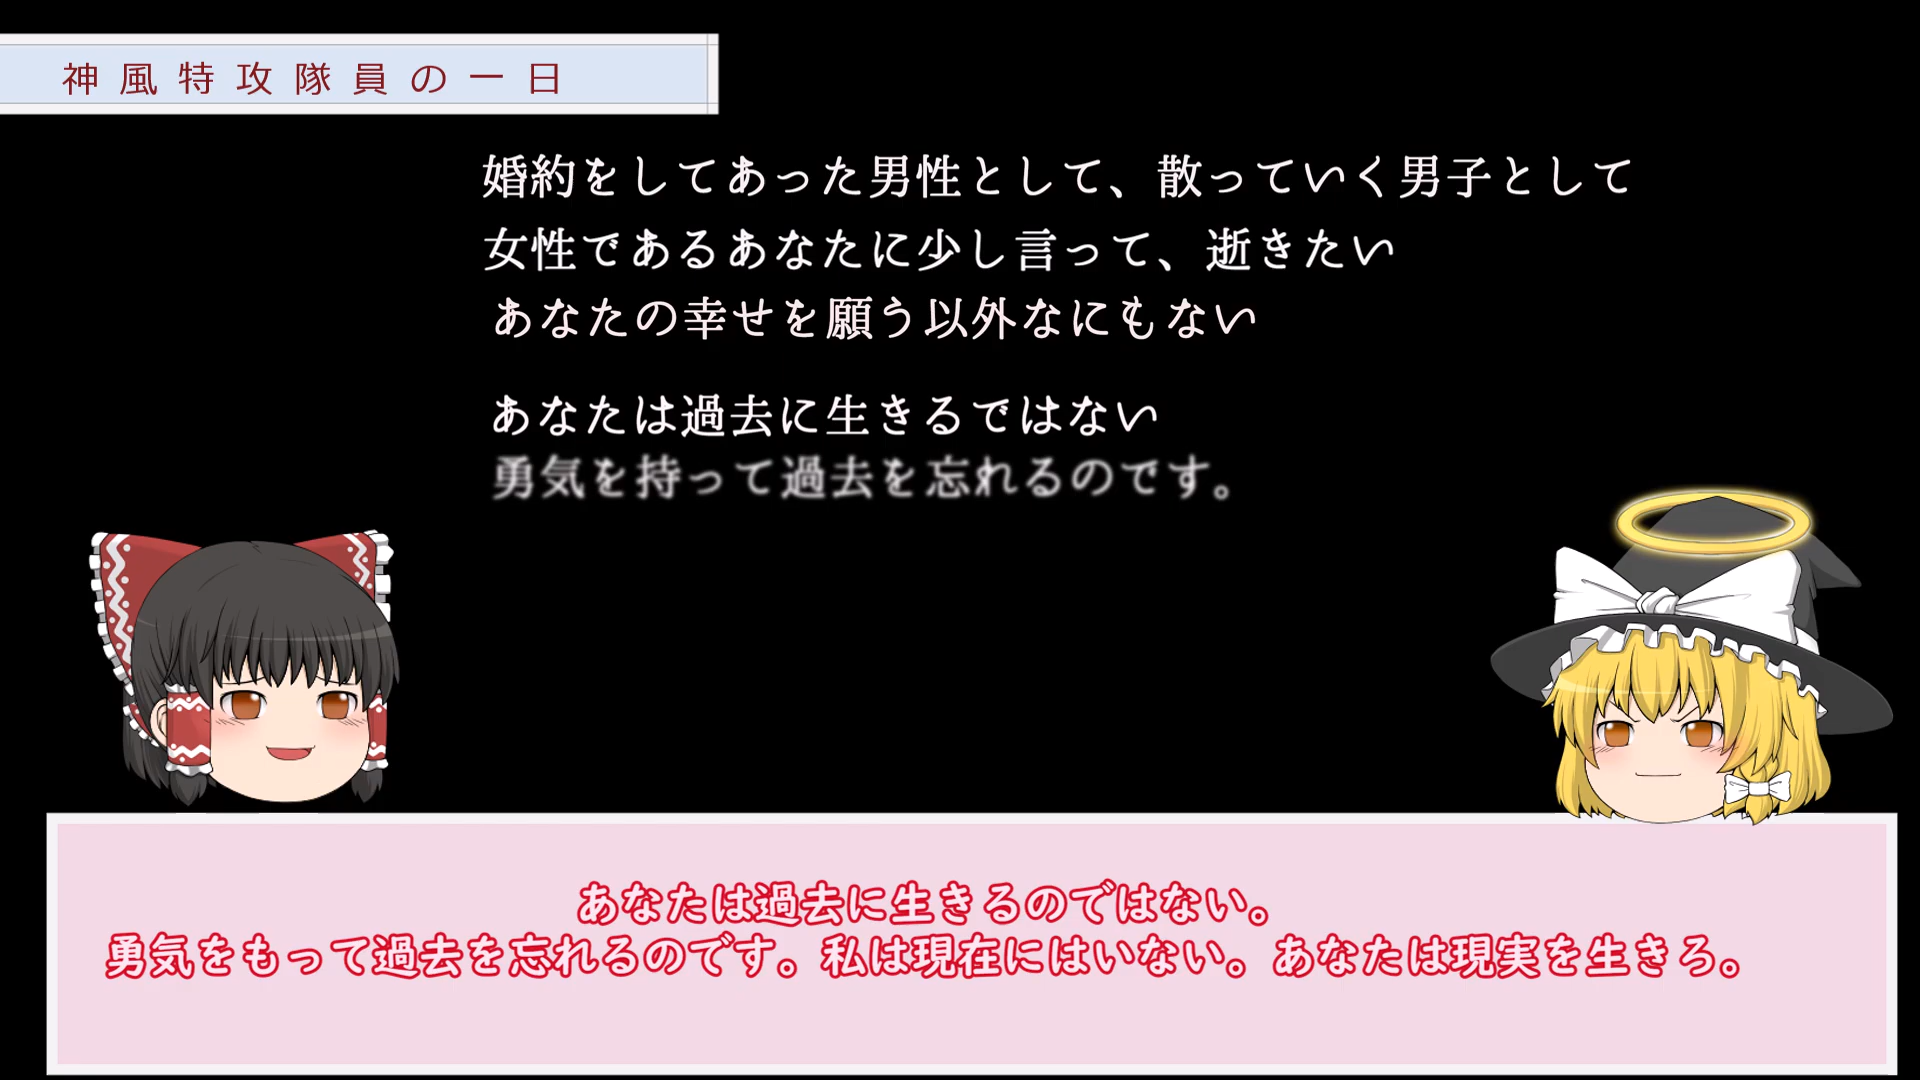 神風特攻隊員の一日
婚約をしてあった男性として、散っていく男子として
女性であるあなたに少し言って、逝きたい
あなたの幸せを願う以外なにもない
あなたは過去に生きるではない
勇気を持って過去を忘れるのです。
あなたは過去に生きるのではない。
勇気をもって過去を忘れるのです。私は現在にはいない。あなたは現実を生きろ。